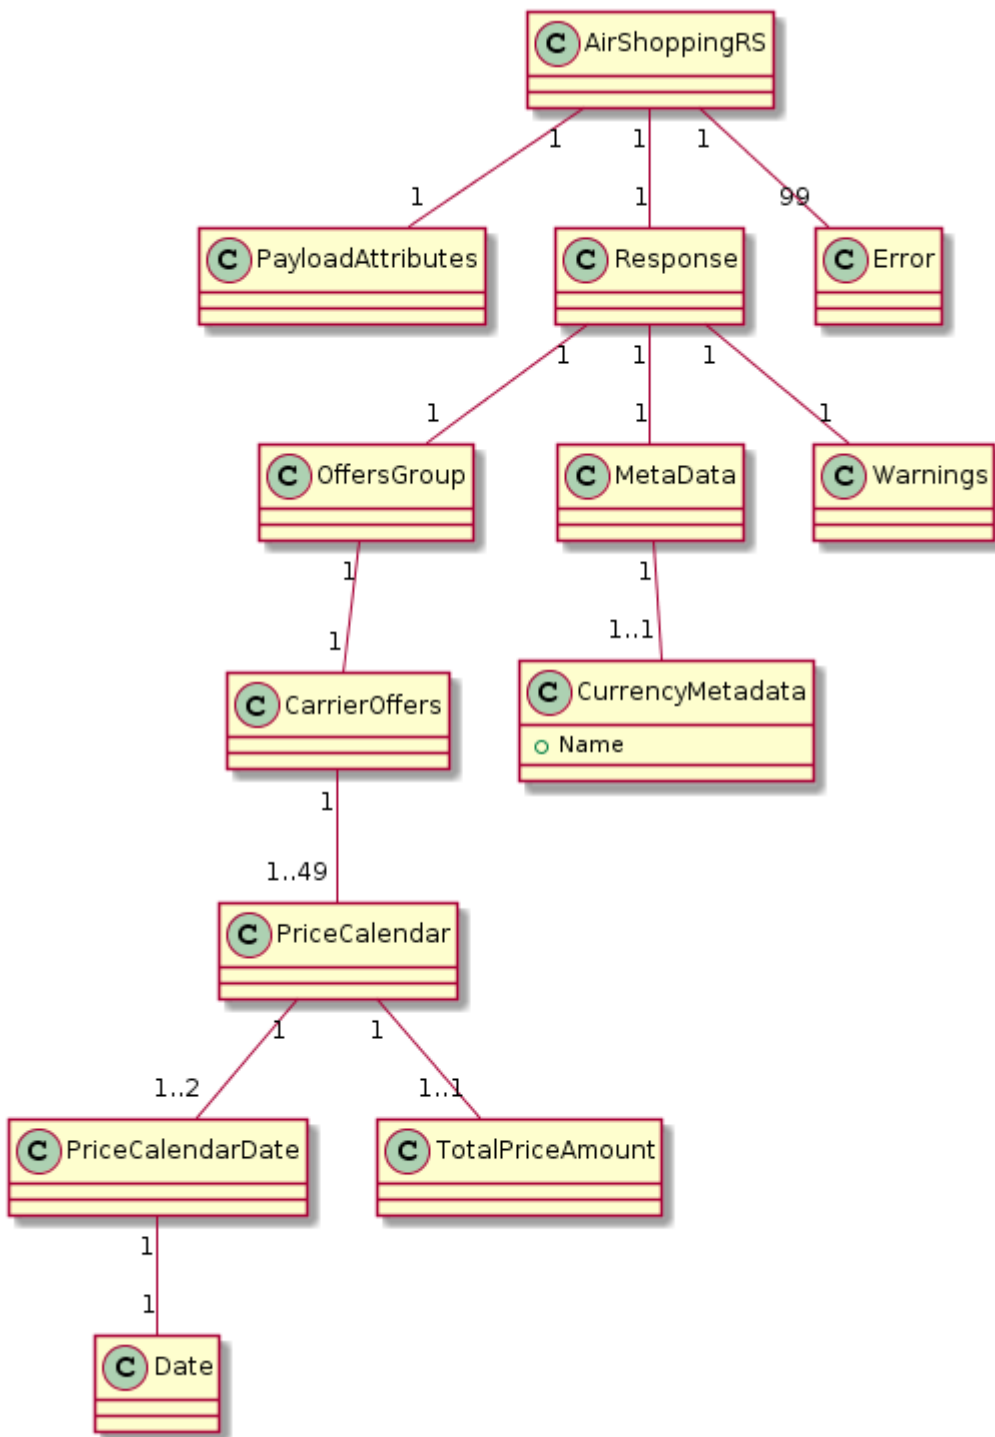 C AirShoppingRS
1 1 1
1 1 99
C PayloadAttributes
C Response
C Error
1 1 1
1 1 1
C OffersGroup
C MetaData
C Warnings
1 1
1 1..1
C CarrierOffers
C CurrencyMetadata
Name
1
1..49
C PriceCalendar
1 1
1..2 1..1
C PriceCalendarDate
C TotalPriceAmount
1
1
C Date